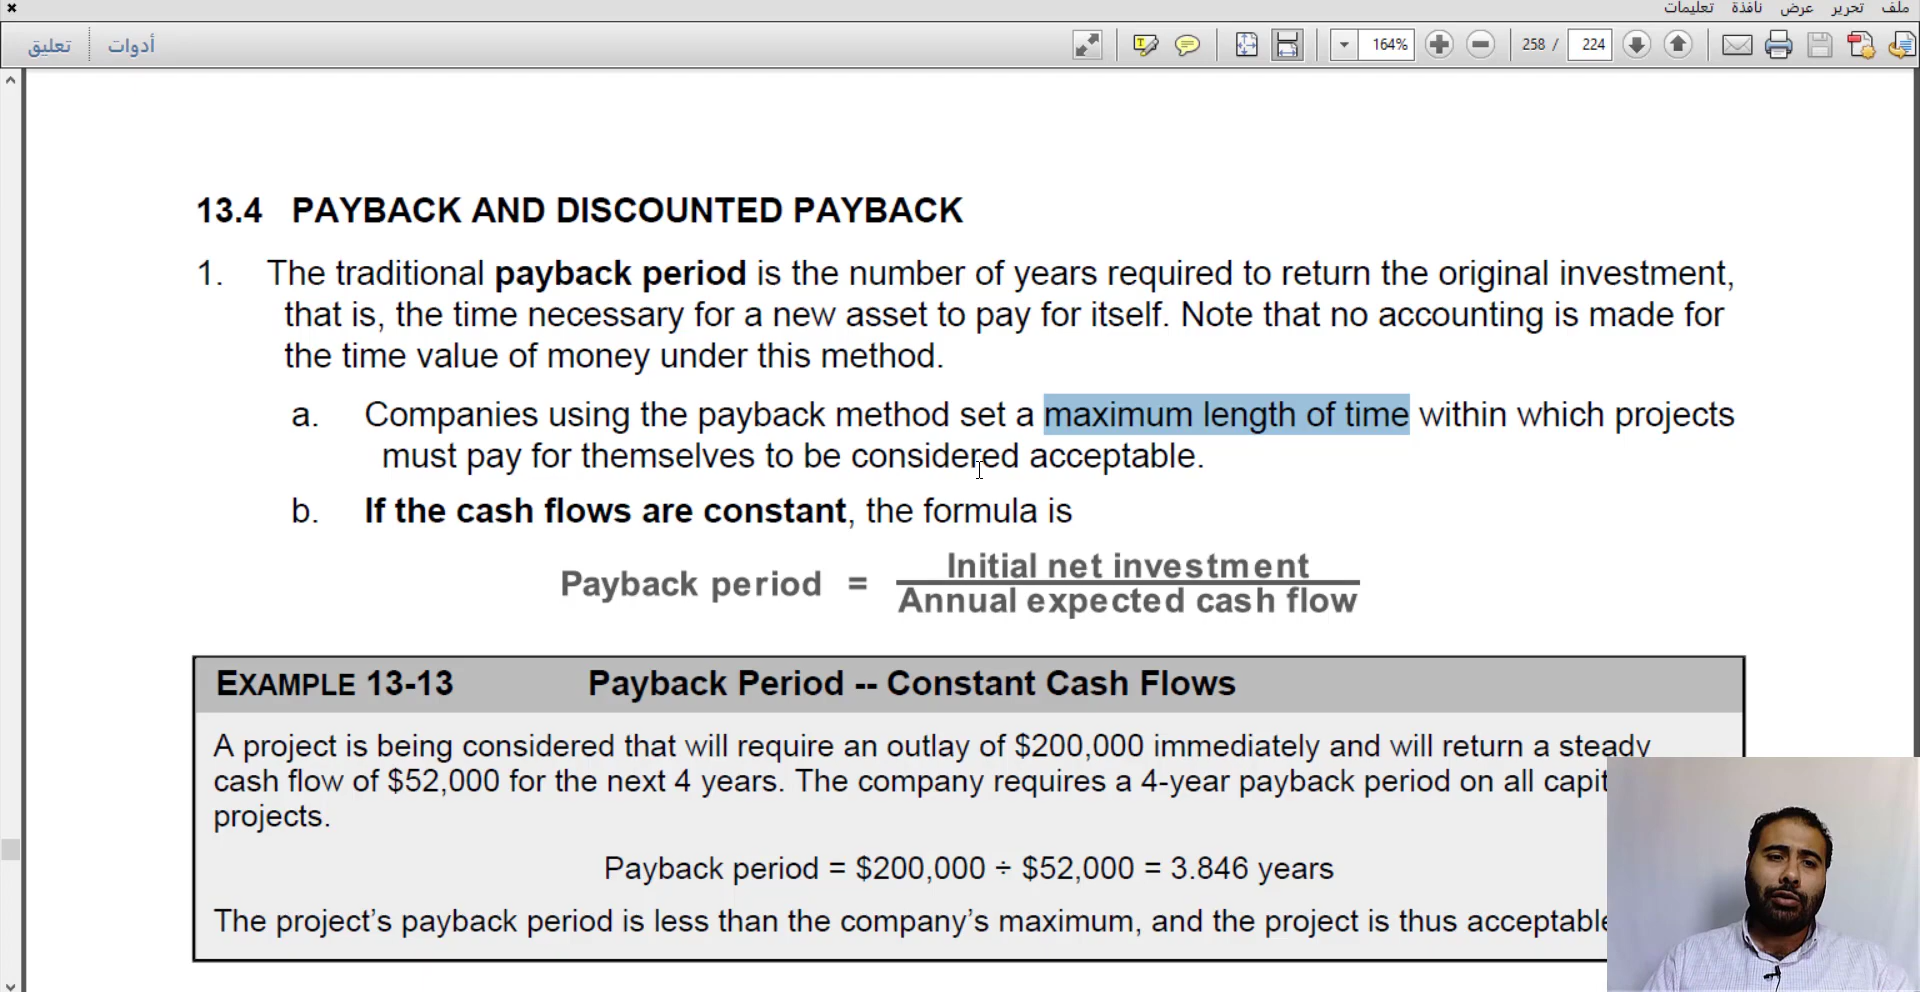 ملف تحرير عرض نافذة تعليمات
224 / 258 164% أدوات تعليق
13.4 PAYBACK AND DISCOUNTED PAYBACK
1. The traditional payback period is the number of years required to return the original investment,
that is, the time necessary for a new asset to pay for itself. Note that no accounting is made for
the time value of money under this method.
a. Companies using the payback method set a maximum length of time within which projects
must pay for themselves to be considered acceptable.
b. If the cash flows are constant, the formula is
Payback period = Initial net investment
Annual expected cash flow
EXAMPLE 13-13 Payback Period -- Constant Cash Flows
A project is being considered that will require an outlay of $200,000 immediately and will return a steady
cash flow of $52,000 for the next 4 years. The company requires a 4-year payback period on all capit
projects.
Payback period = $200,000 ÷ $52,000 = 3.846 years
The project's payback period is less than the company's maximum, and the project is thus acceptable